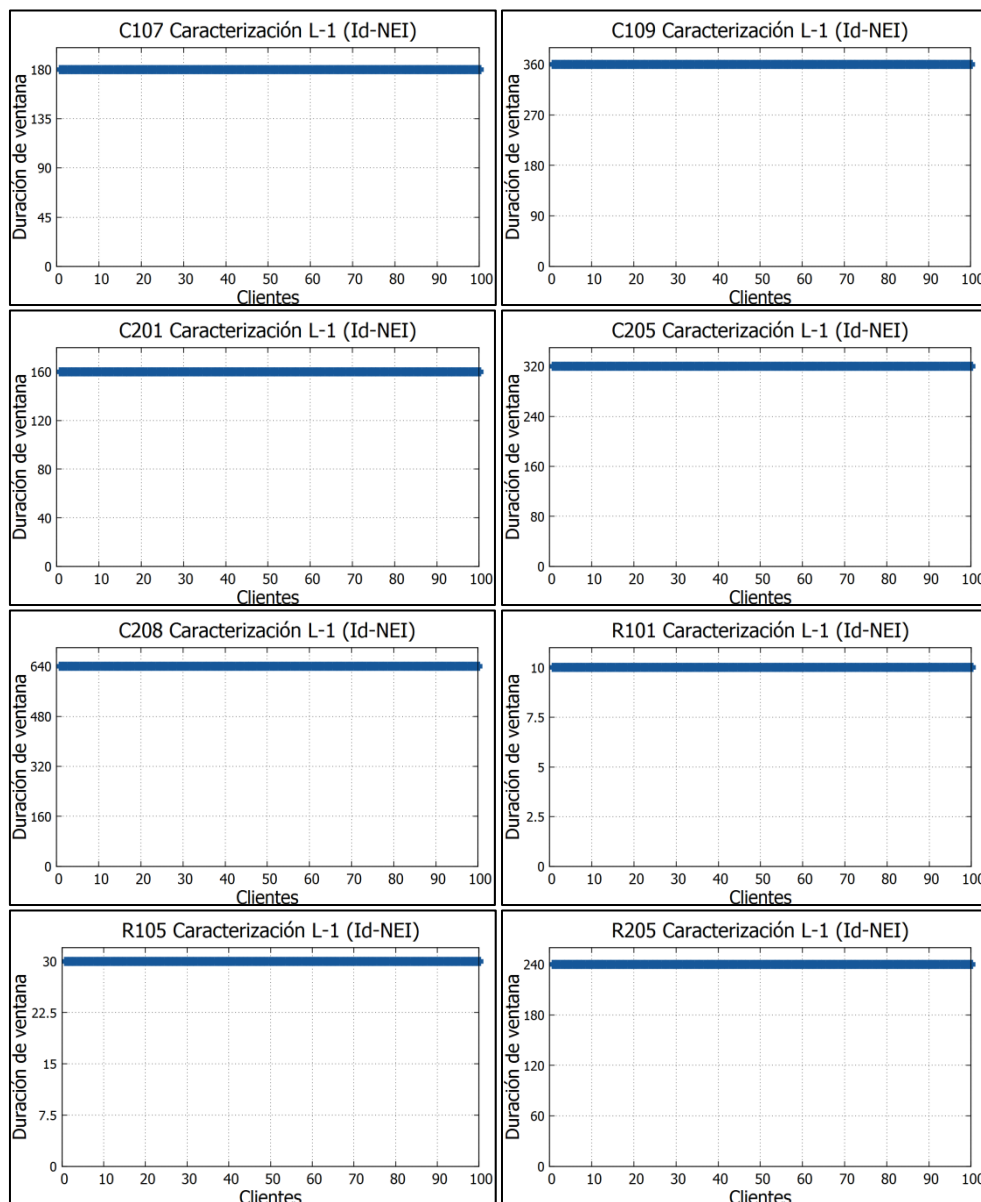 C107 Caracterización L-1 (Id-NEI)
Duración de ventana
180
135
90
45
0
0 10 20 30 40 50 60 70 80 90 100
Clientes
C109 Caracterización L-1 (Id-NEI)
Duración de ventana
360
270
180
90
0
0 10 20 30 40 50 60 70 80 90 100
Clientes
C201 Caracterización L-1 (Id-NEI)
Duración de ventana
160
120
80
40
0
0 10 20 30 40 50 60 70 80 90 100
Clientes
C205 Caracterización L-1 (Id-NEI)
Duración de ventana
320
240
160
80
0
0 10 20 30 40 50 60 70 80 90 100
Clientes
C208 Caracterización L-1 (Id-NEI)
Duración de ventana
640
480
320
160
0
0 10 20 30 40 50 60 70 80 90 100
Clientes
R101 Caracterización L-1 (Id-NEI)
Duración de ventana
10
7.5
5
2.5
0
0 10 20 30 40 50 60 70 80 90 100
Clientes
R105 Caracterización L-1 (Id-NEI)
Duración de ventana
30
22.5
15
7.5
0
0 10 20 30 40 50 60 70 80 90 100
Clientes
R205 Caracterización L-1 (Id-NEI)
Duración de ventana
240
180
120
60
0
0 10 20 30 40 50 60 70 80 90 100
Clientes